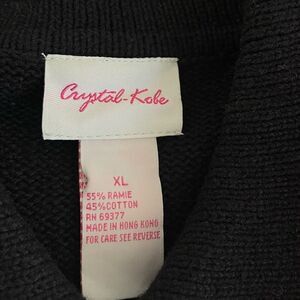 Crystal-Kobe
XL
55% RAMIE
45% COTTON
RN 69377
MADE IN HONG KONG
FOR CARE SEE REVERSE